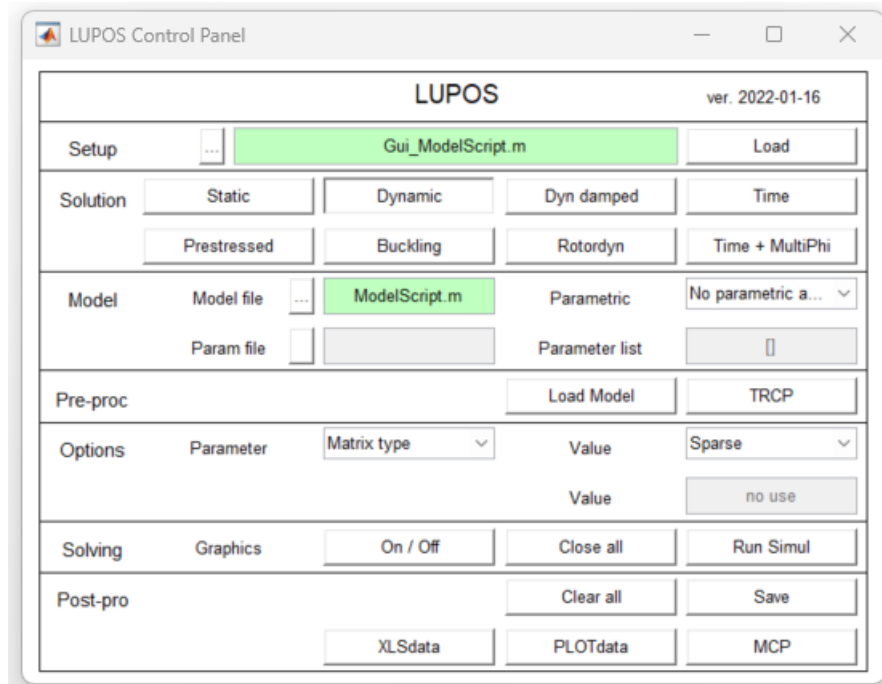 LUPOS Control Panel
LUPOS ver. 2022-01-16
Setup ... Gui_ModelScript.m Load
Solution Static Dynamic Dyn damped Time
Prestressed Buckling Rotordyn Time + MultiPhi
Model Model file ... ModelScript.m Parametric No parametric a...
Param file Parameter list []
Pre-proc Load Model TRCP
Options Parameter Matrix type Value Sparse
Value no use
Solving Graphics On / Off Close all Run Simul
Post-pro Clear all Save
XLSdata PLOTdata MCP